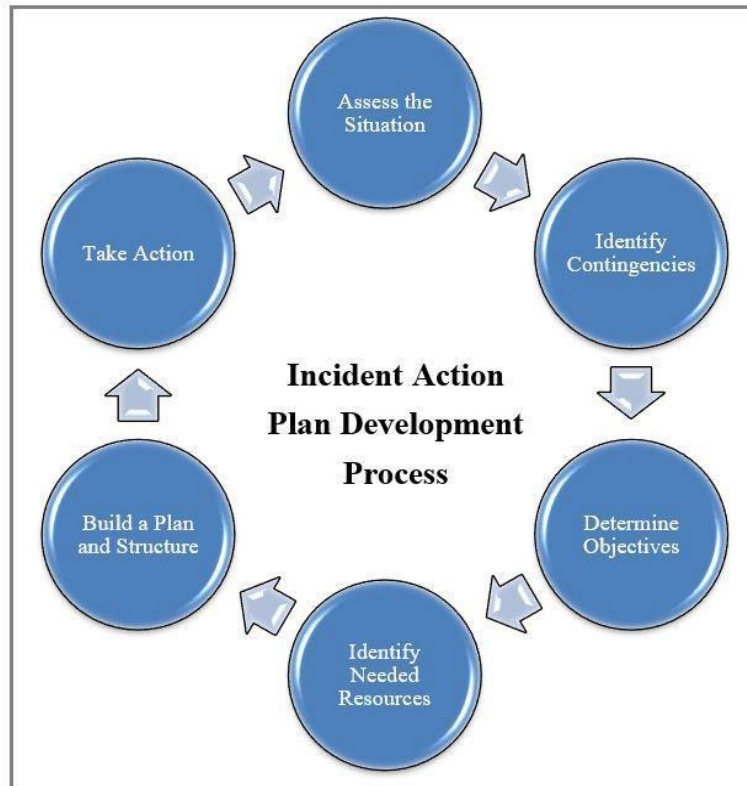 Assess the
Situation
Identify
Contingencies
Determine
Objectives
Identify
Needed
Resources
Build a Plan
and Structure
Take Action
Incident Action
Plan Development
Process